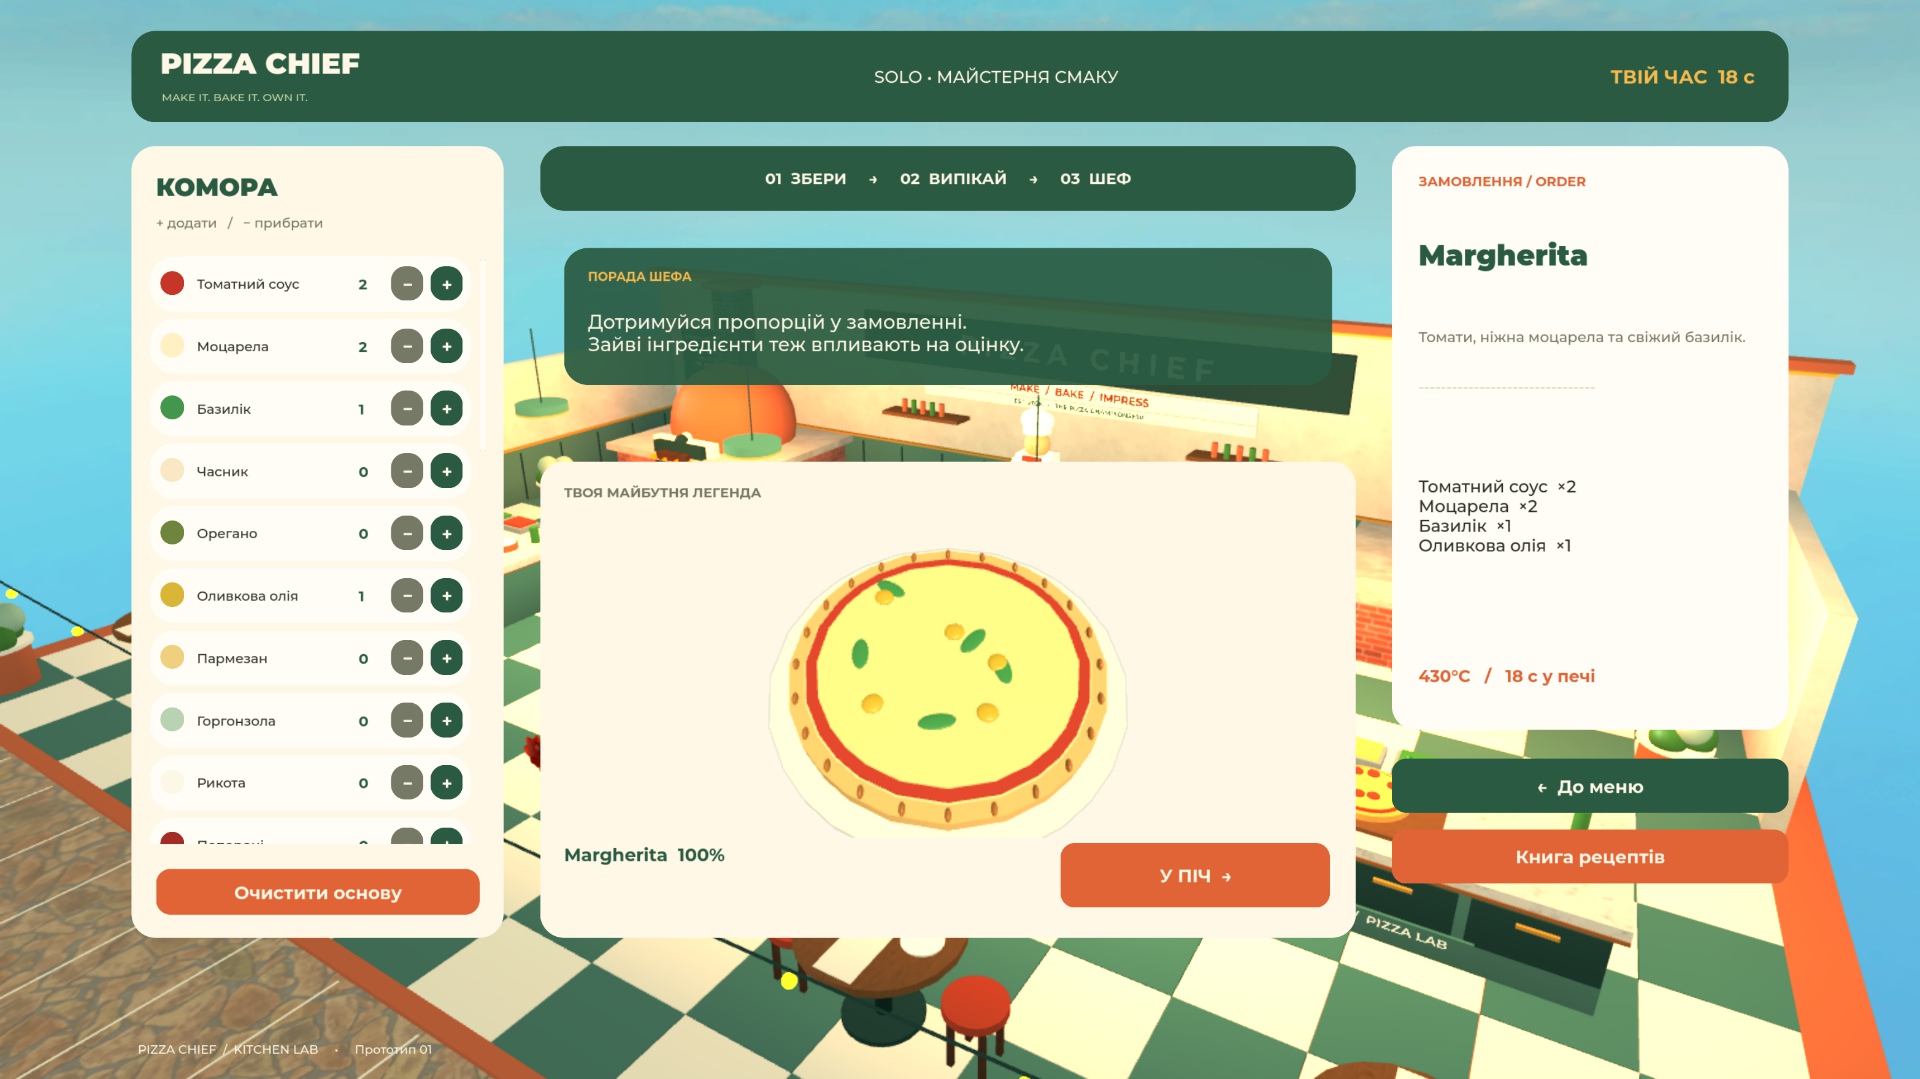 PIZZA CHIEF
MAKE IT. BAKE IT. OWN IT.
SOLO • МАЙСТЕРНЯ СМАКУ
ТВІЙ ЧАС 18 с
КОМОРА
+ додати / − прибрати
Томатний соус 2 − +
Моцарела 2 − +
Базилік 1 − +
Часник 0 − +
Орегано 0 − +
Оливкова олія 1 − +
Пармезан 0 − +
Горгонзола 0 − +
Рикота 0 − +
Очистити основу
01 ЗБЕРИ → 02 ВИПІКАЙ → 03 ШЕФ
ПОРАДА ШЕФА
Дотримуйся пропорцій у замовленні.
Зайві інгредієнти теж впливають на оцінку.
PIZZA CHIEF
MAKE / BAKE / IMPRESS
ТВОЯ МАЙБУТНЯ ЛЕГЕНДА
Margherita 100%
У ПІЧ →
ЗАМОВЛЕННЯ / ORDER
Margherita
Томати, ніжна моцарела та свіжий базилік.
Томатний соус ×2
Моцарела ×2
Базилік ×1
Оливкова олія ×1
430°C / 18 с у печі
← До меню
Книга рецептів
/ PIZZA LAB
PIZZA CHIEF / KITCHEN LAB • Прототип 01